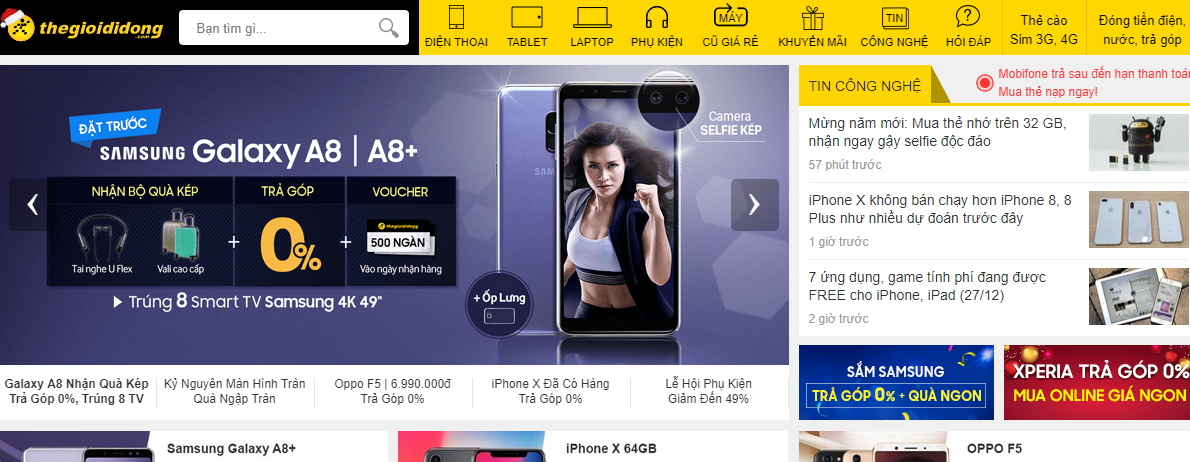 thegioididong
.com
Bạn tìm gì...
ĐIỆN THOẠI
TABLET
LAPTOP
PHỤ KIỆN
MÁY
CŨ GIÁ RẺ
KHUYẾN MÃI
TIN
CÔNG NGHỆ
?
HỎI ĐÁP
Thẻ cào
Sim 3G, 4G
Đóng tiền điện,
nước, trả góp
ĐẶT TRƯỚC
SAMSUNG Galaxy A8 | A8+
NHẬN BỘ QUÀ KÉP
Tai nghe U Flex
Vali cao cấp
+
TRẢ GÓP
0%
+
VOUCHER
thegioididong
500 NGÀN
Vào ngày nhận hàng
Trúng 8 Smart TV Samsung 4K 49"
Camera
SELFIE KÉP
SAM
+ Ốp Lưng
TIN CÔNG NGHỆ
Mobifone trả sau đến hạn thanh toán
Mua thẻ nạp ngay!
Mừng năm mới: Mua thẻ nhớ trên 32 GB,
nhận ngay gậy selfie độc đáo
57 phút trước
iPhone X không bán chạy hơn iPhone 8, 8
Plus như nhiều dự đoán trước đây
1 giờ trước
7 ứng dụng, game tính phí đang được
FREE cho iPhone, iPad (27/12)
2 giờ trước
SẮM SAMSUNG
TRẢ GÓP 0% + QUÀ NGON
XPERIA TRẢ GÓP 0%
MUA ONLINE GIÁ NGON
Galaxy A8 Nhận Quà Kép
Trả Góp 0%, Trúng 8 TV
Kỷ Nguyên Màn Hình Tràn
Quà Ngập Tràn
Oppo F5 | 6.990.000đ
Trả Góp 0%
iPhone X Đã Có Hàng
Trả Góp 0%
Lễ Hội Phụ Kiện
Giảm Đến 49%
Samsung Galaxy A8+
iPhone X 64GB
OPPO F5